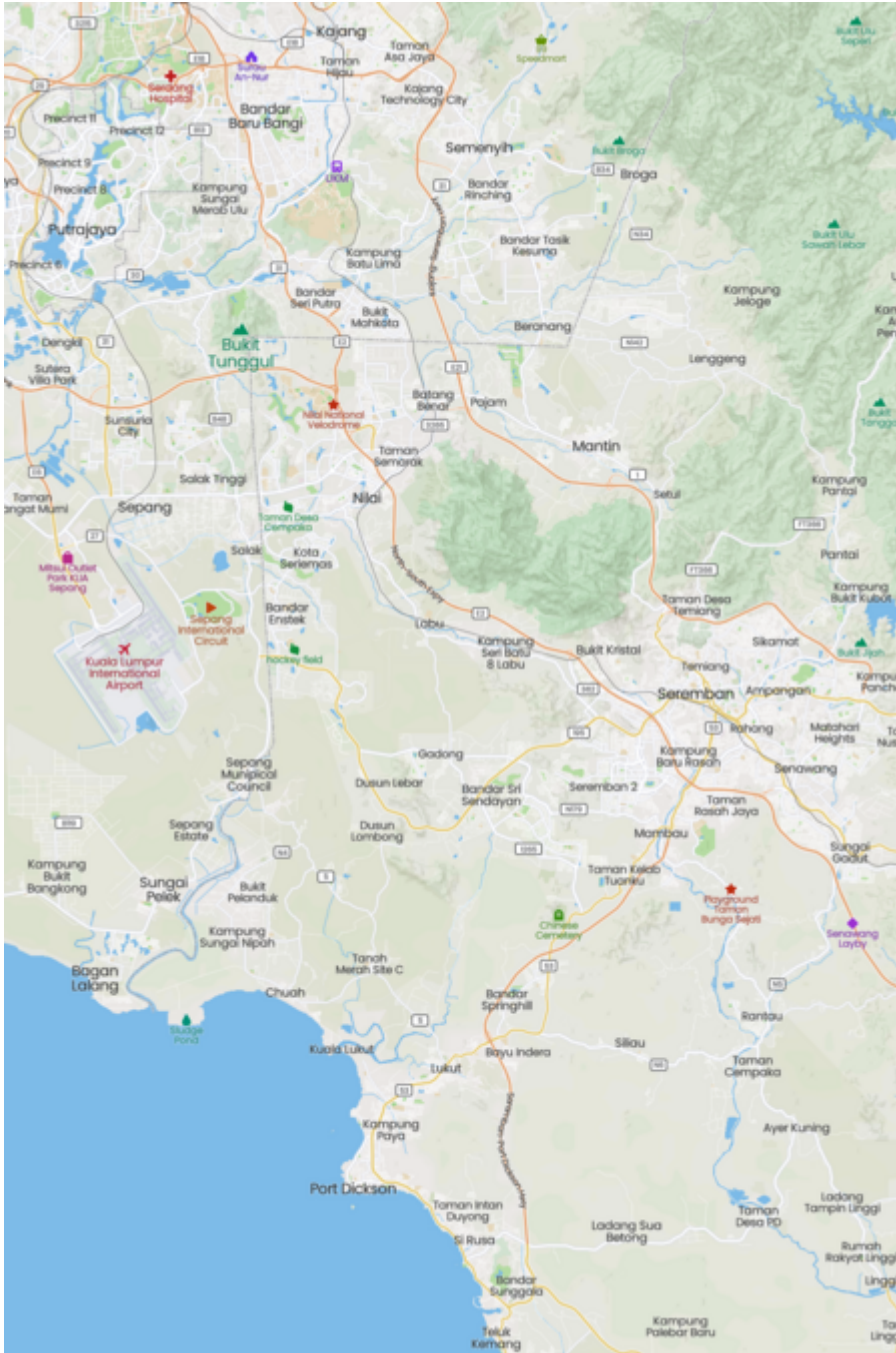 Kajang
Taman
Asa Jaya
Bukit Ulu
Semenyih
Speedmart
Surau
An-Nur
Taman
Hijau
Serdang
Hospital
Kajang
Technology City
Bandar
Baru Bangi
Precinct 11
Precinct 12
Semenyih
Bukit Broga
Broga
Precinct 9
UKM
Precinct 8
Kampung
Sungai
Merab Ulu
Bandar
Rinching
Putrajaya
Bandar Tasik
Kesuma
Bukit Ulu
Sawah Lebar
Precinct 6
Kampung
Batu Lima
Kampung
Jeloge
Bandar
Seri Putra
Bukit
Mahkota
Beranang
Dengkil
Bukit
Tunggul
Lenggeng
Sutera
Villa Park
Batang
Benar
Pajam
Nilai National
Velodrome
Sunsuria
City
Mantin
Taman
Semarak
Salak Tinggi
Kampung
Pantai
Setul
Nilai
Sepang
Taman Desa
Cempaka
Salak
Kota
Seriemas
Pantai
Mitsui Outlet
Park KLIA
Sepang
North-South Expy
Kampung
Bukit Kubot
Sepang
International
Circuit
Bandar
Enstek
Taman Desa
Temiang
Labu
Kampung
Seri Batu
8 Labu
Bukit Kristal
Sikamat
hockey field
Kuala Lumpur
International
Airport
Temiang
Seremban
Ampangan
Rahang
Matahari
Heights
Gadong
Kampung
Baru Rasah
Sepang
Munipical
Council
Senawang
Dusun Lebar
Bandar Sri
Sendayan
Seremban 2
Taman
Rasah Jaya
Sepang
Estate
Dusun
Lombong
Mambau
Sungai
Gadut
Kampung
Bukit
Bangkong
Taman Kelab
Tuanku
Sungai
Pelek
Bukit
Pelanduk
Playground
Taman
Bunga Sejati
Chinese
Cemetery
Senawang
Layby
Kampung
Sungai Nipah
Bagan
Lalang
Tanah
Merah Site C
Chuah
Bandar
Springhill
Rantau
Sludge
Pond
Kuala Lukut
Bayu Indera
Siliau
Lukut
Taman
Cempaka
Kampung
Paya
Seremban-Port Dickson Hwy
Ayer Kuning
Port Dickson
Taman Intan
Duyong
Ladang
Tampin Linggi
Taman
Desa PD
Ladang Sua
Betong
Si Rusa
Rumah
Rakyat Linggi
Bandar
Sunggala
Kampung
Palebar Baru
Teluk
Kemang